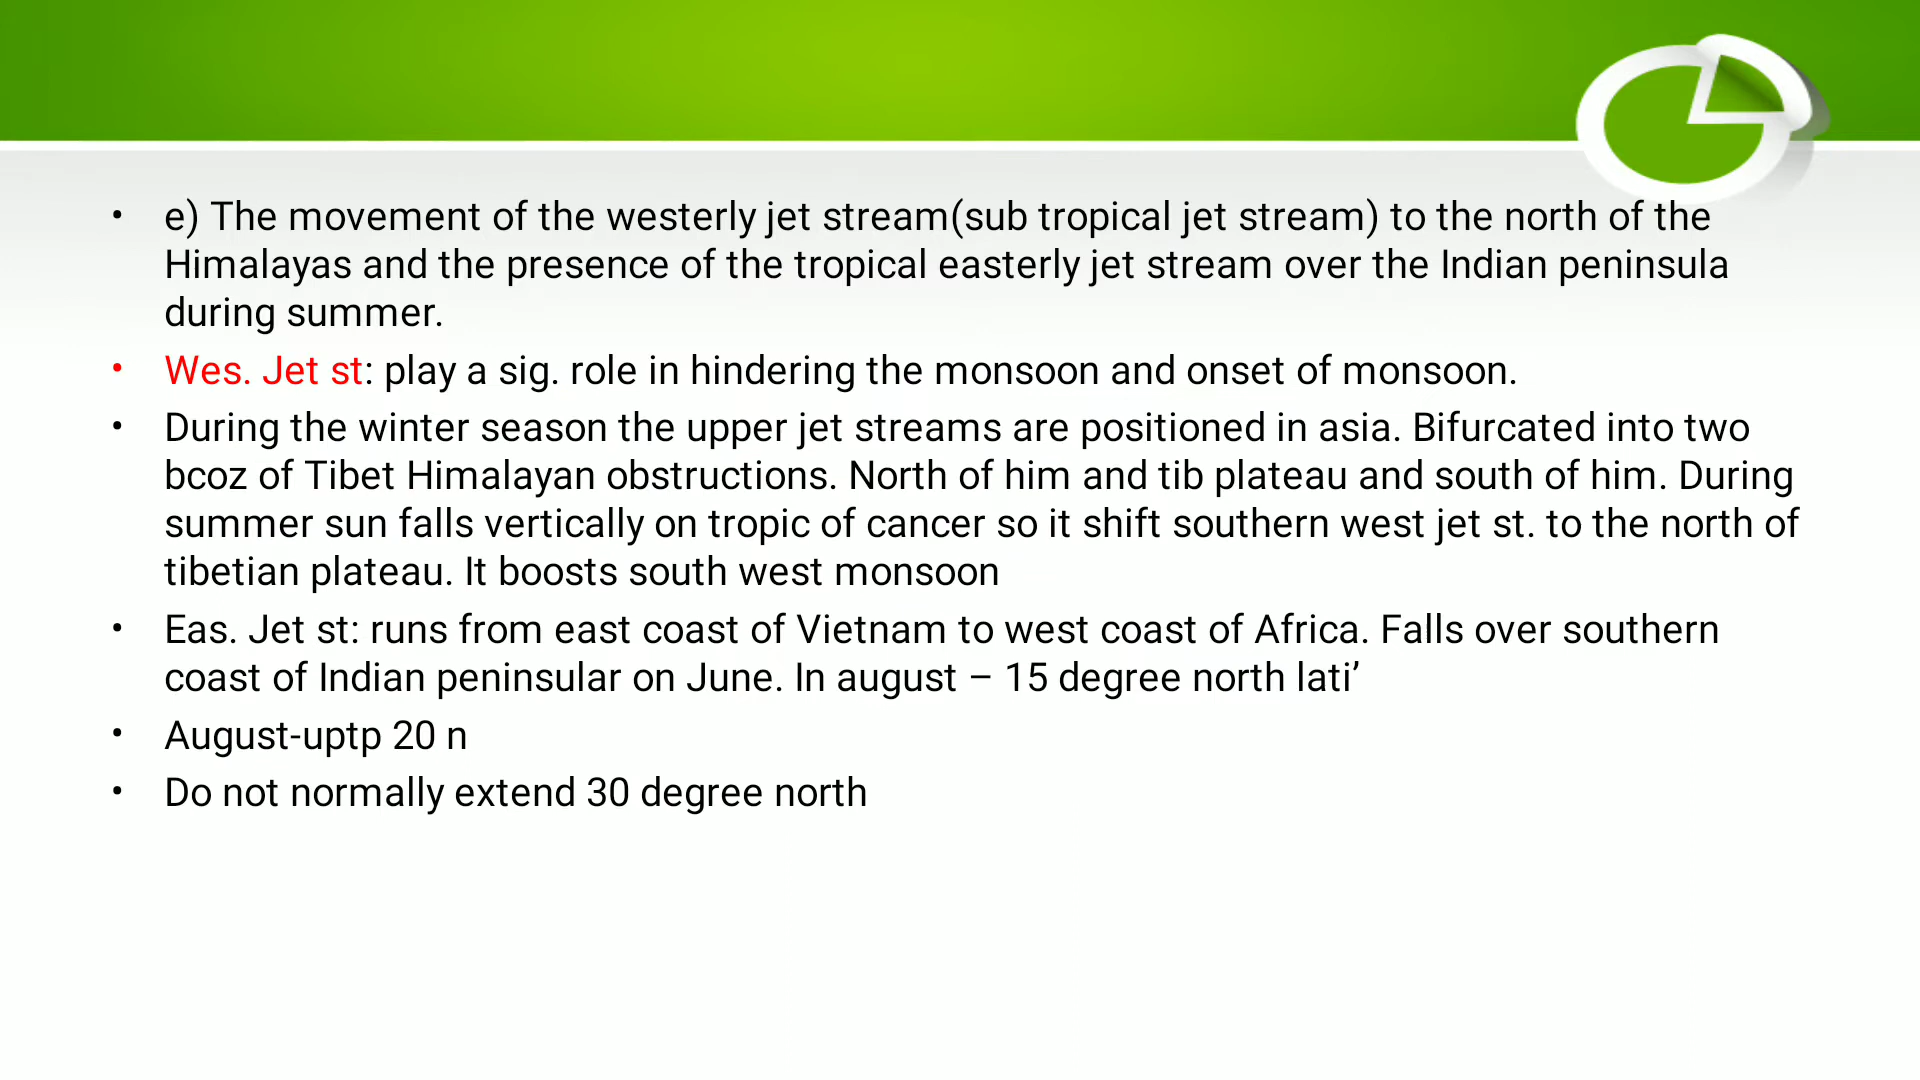 • e) The movement of the westerly jet stream(sub tropical jet stream) to the north of the
Himalayas and the presence of the tropical easterly jet stream over the Indian peninsula
during summer.
• Wes. Jet st: play a sig. role in hindering the monsoon and onset of monsoon.
• During the winter season the upper jet streams are positioned in asia. Bifurcated into two
bcoz of Tibet Himalayan obstructions. North of him and tib plateau and south of him. During
summer sun falls vertically on tropic of cancer so it shift southern west jet st. to the north of
tibetian plateau. It boosts south west monsoon
• Eas. Jet st: runs from east coast of Vietnam to west coast of Africa. Falls over southern
coast of Indian peninsular on June. In august – 15 degree north lati’
• August-uptp 20 n
• Do not normally extend 30 degree north